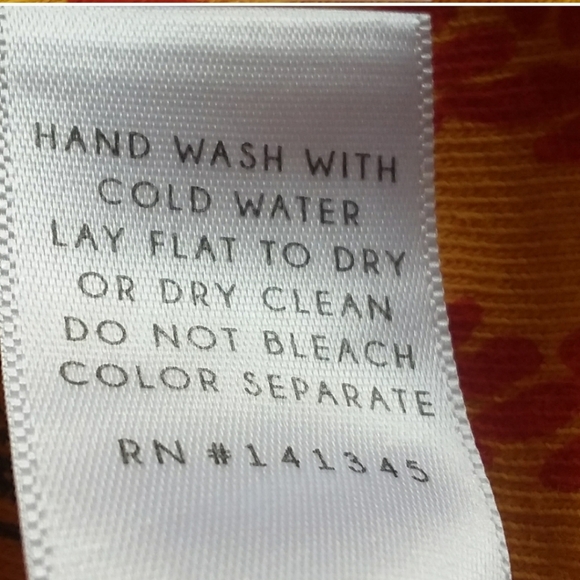 HAND WASH WITH
COLD WATER
LAY FLAT TO DRY
OR DRY CLEAN
DO NOT BLEACH
COLOR SEPARATE
RN #141345